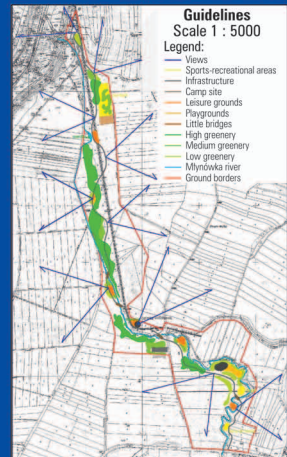 Guidelines
Scale 1 : 5000
Legend:
Views
Sports-recreational areas
Infrastructure
Camp site
Leisure grounds
Playgrounds
Little bridges
High greenery
Medium greenery
Low greenery
Młynówka river
Ground borders